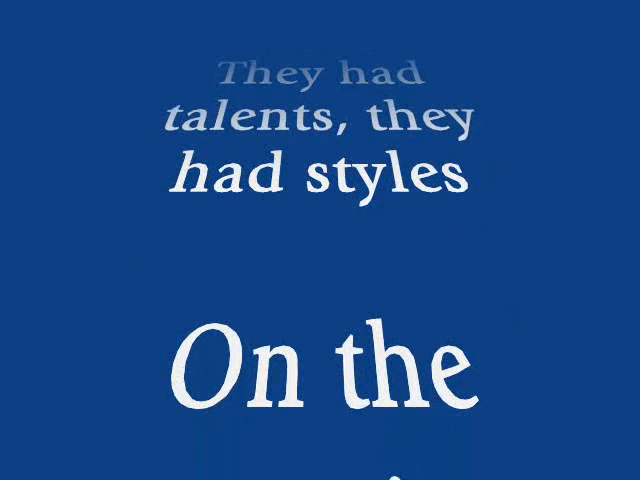 They had
talents, they
had styles
On the